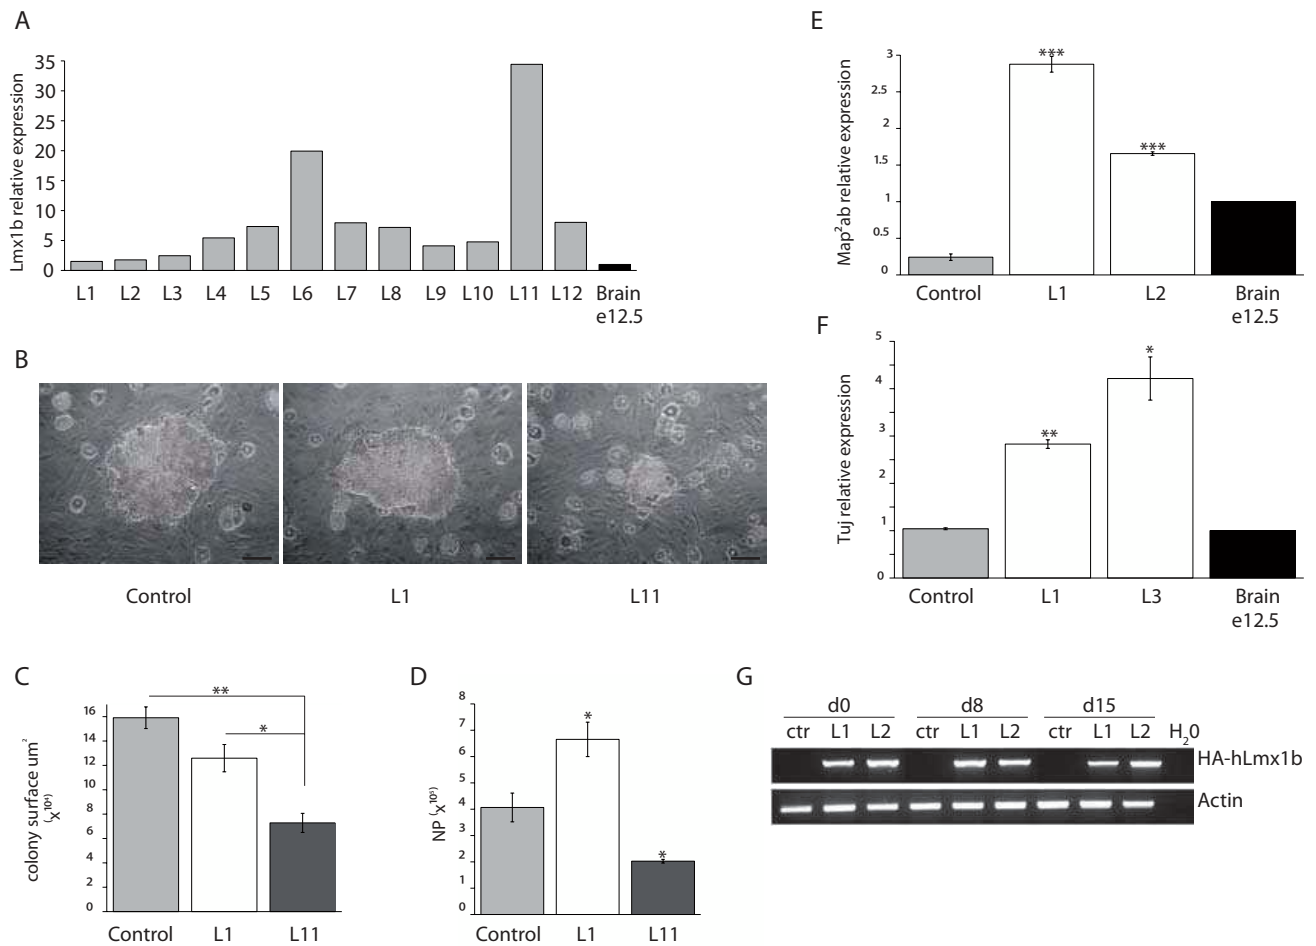 A
Lmx1b relative expression
35
30
25
20
15
10
5
0
L1 L2 L3 L4 L5 L6 L7 L8 L9 L10 L11 L12 Brain e12.5
B
Control L1 L11
C
colony surface um²
(x10⁴)
16
14
12
10
8
6
4
2
0
**
*
Control L1 L11
D
NP (x10⁵)
8
7
6
5
4
3
2
1
0
*
*
Control L1 L11
E
Map²ab relative expression
3
2.5
2
1.5
1
0.5
0
***
***
Control L1 L2 Brain e12.5
F
Tuj relative expression
5
4
3
2
1
0
**
*
Control L1 L3 Brain e12.5
G
d0 d8 d15
ctr L1 L2 ctr L1 L2 ctr L1 L2 H₂0
HA-hLmx1b
Actin